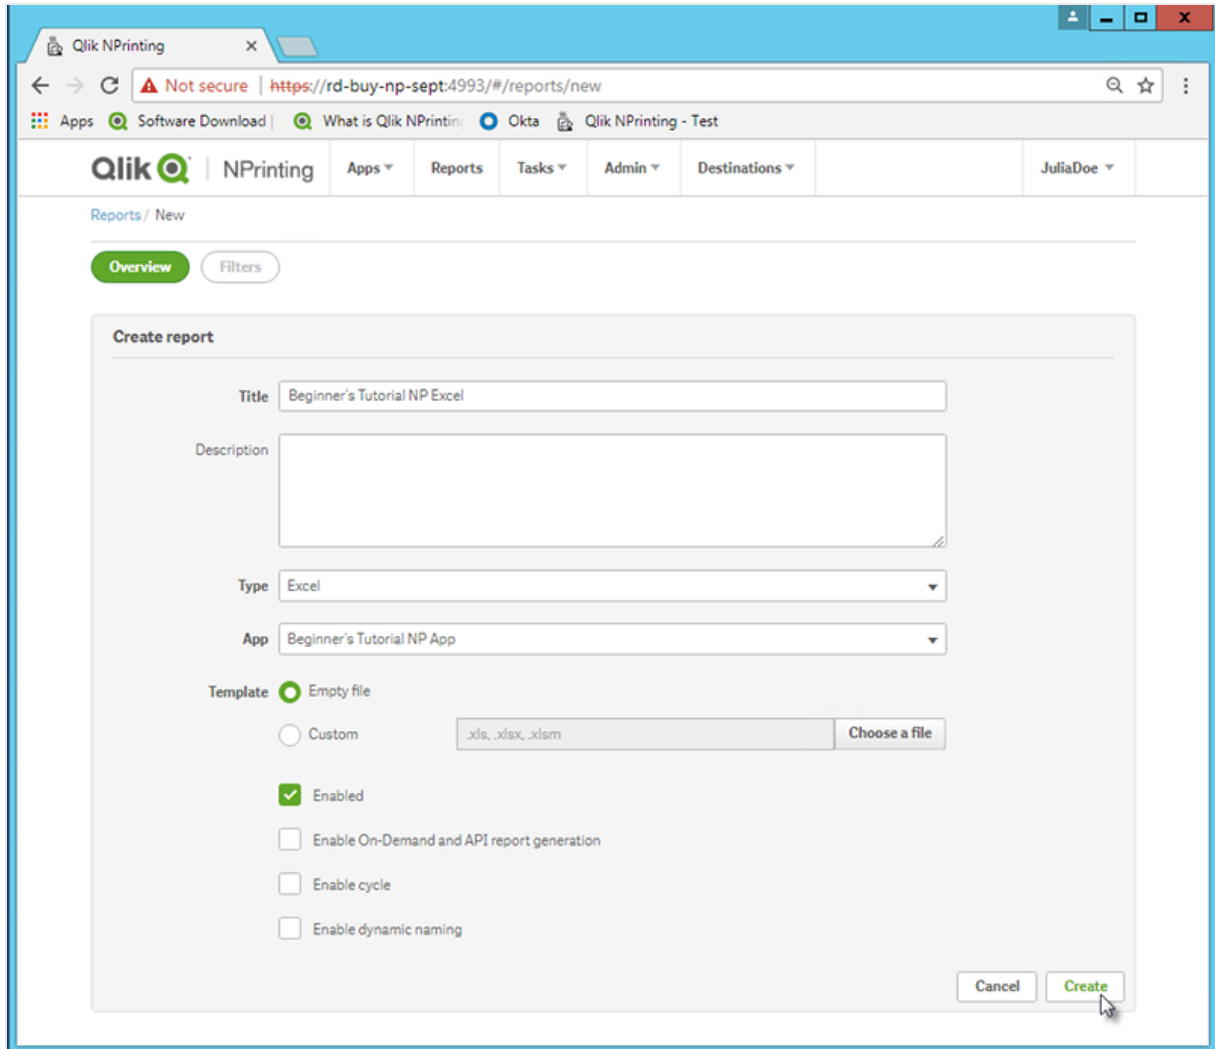 Qlik NPrinting
Not secure | https://rd-buy-np-sept:4993/#/reports/new
Apps Software Download | What is Qlik NPrintin Okta Qlik NPrinting - Test
Qlik NPrinting Apps Reports Tasks Admin Destinations JuliaDoe
Reports / New
Overview Filters
Create report
Title Beginner's Tutorial NP Excel
Description
Type Excel
App Beginner's Tutorial NP App
Template Empty file
Custom .xls, .xlsx, .xlsm Choose a file
Enabled
Enable On-Demand and API report generation
Enable cycle
Enable dynamic naming
Cancel Create